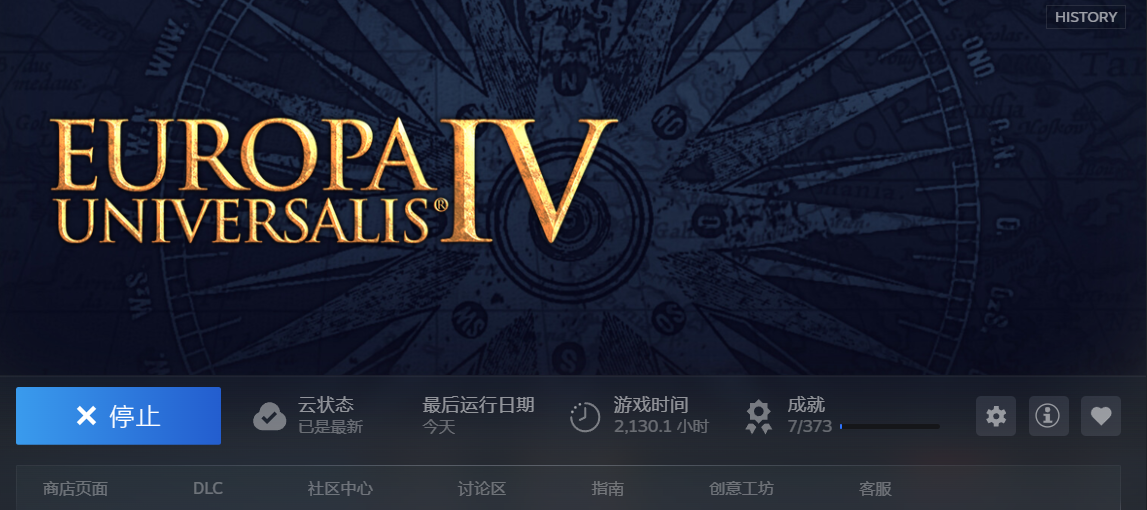 HISTORY
EUROPA
UNIVERSALIS® IV
停止
云状态
已是最新
最后运行日期
今天
游戏时间
2,130.1 小时
成就
7/373
商店页面 DLC 社区中心 讨论区 指南 创意工坊 客服